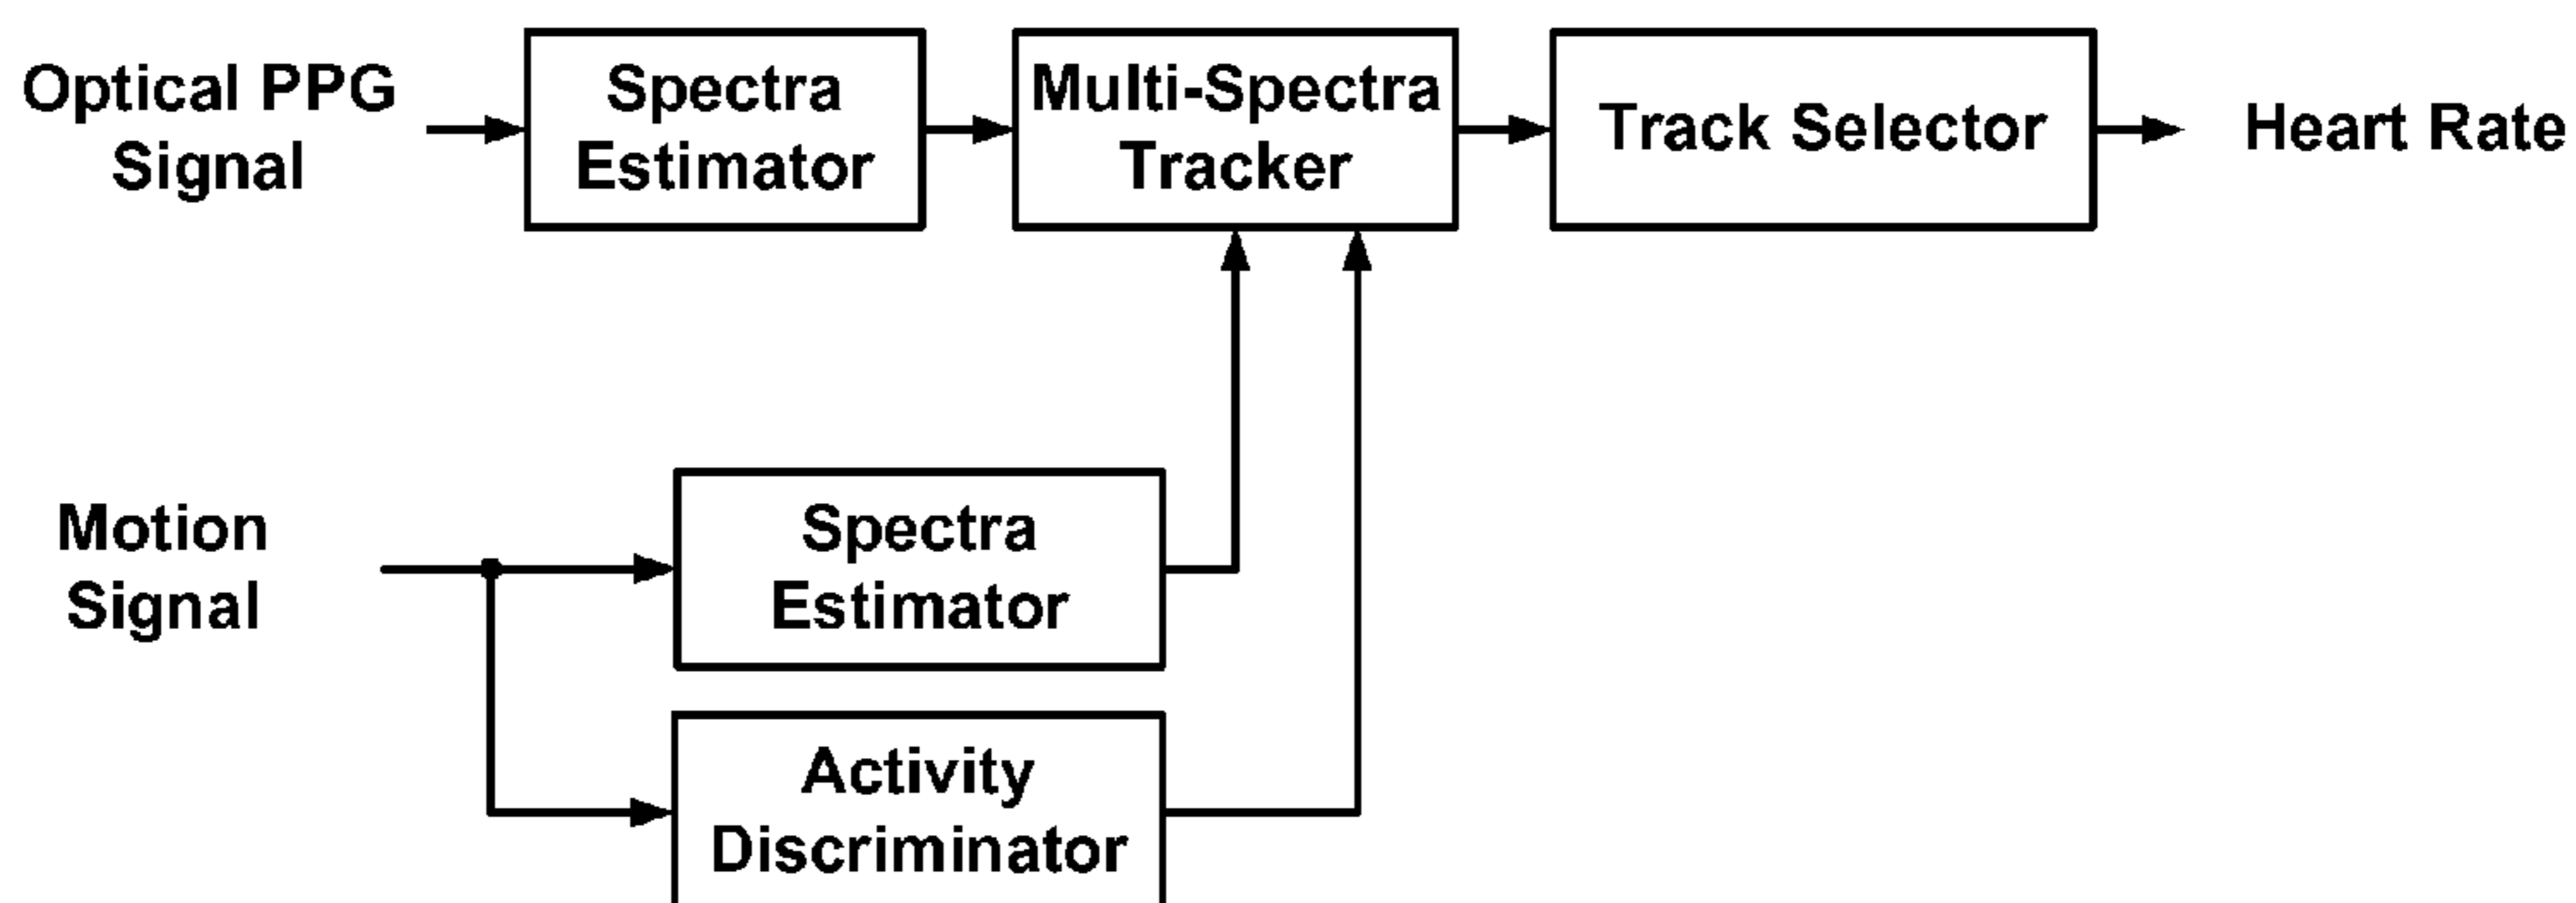 Optical PPG
Signal
Spectra
Estimator
Multi-Spectra
Tracker
Track Selector
Heart Rate
Motion
Signal
Spectra
Estimator
Activity
Discriminator